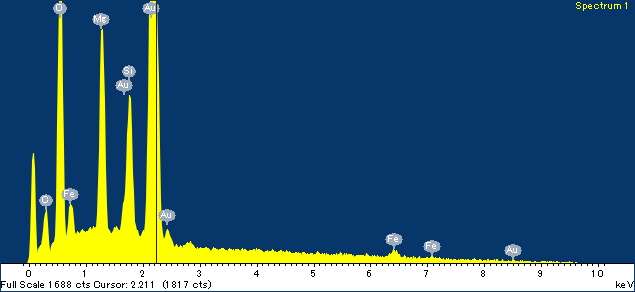 Spectrum 1
O Au
Mg
Si
Au
C Fe
Au
Fe Fe Au
0 1 2 3 4 5 6 7 8 9 10
Full Scale 1688 cts Cursor: 2.211 (1817 cts) keV